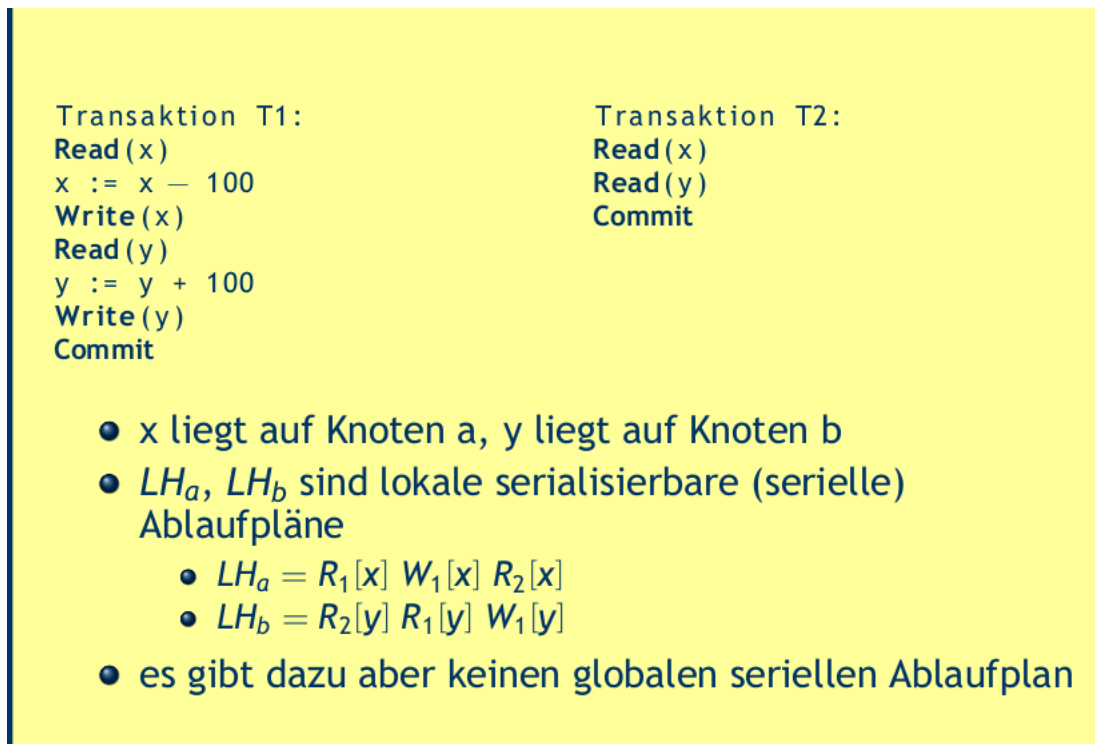 Transaktion T1:
Read(x)
x := x – 100
Write(x)
Read(y)
y := y + 100
Write(y)
Commit
Transaktion T2:
Read(x)
Read(y)
Commit
x liegt auf Knoten a, y liegt auf Knoten b
LHa, LHb sind lokale serialisierbare (serielle)
Ablaufpläne
LHa = R1[x] W1[x] R2[x]
LHb = R2[y] R1[y] W1[y]
es gibt dazu aber keinen globalen seriellen Ablaufplan